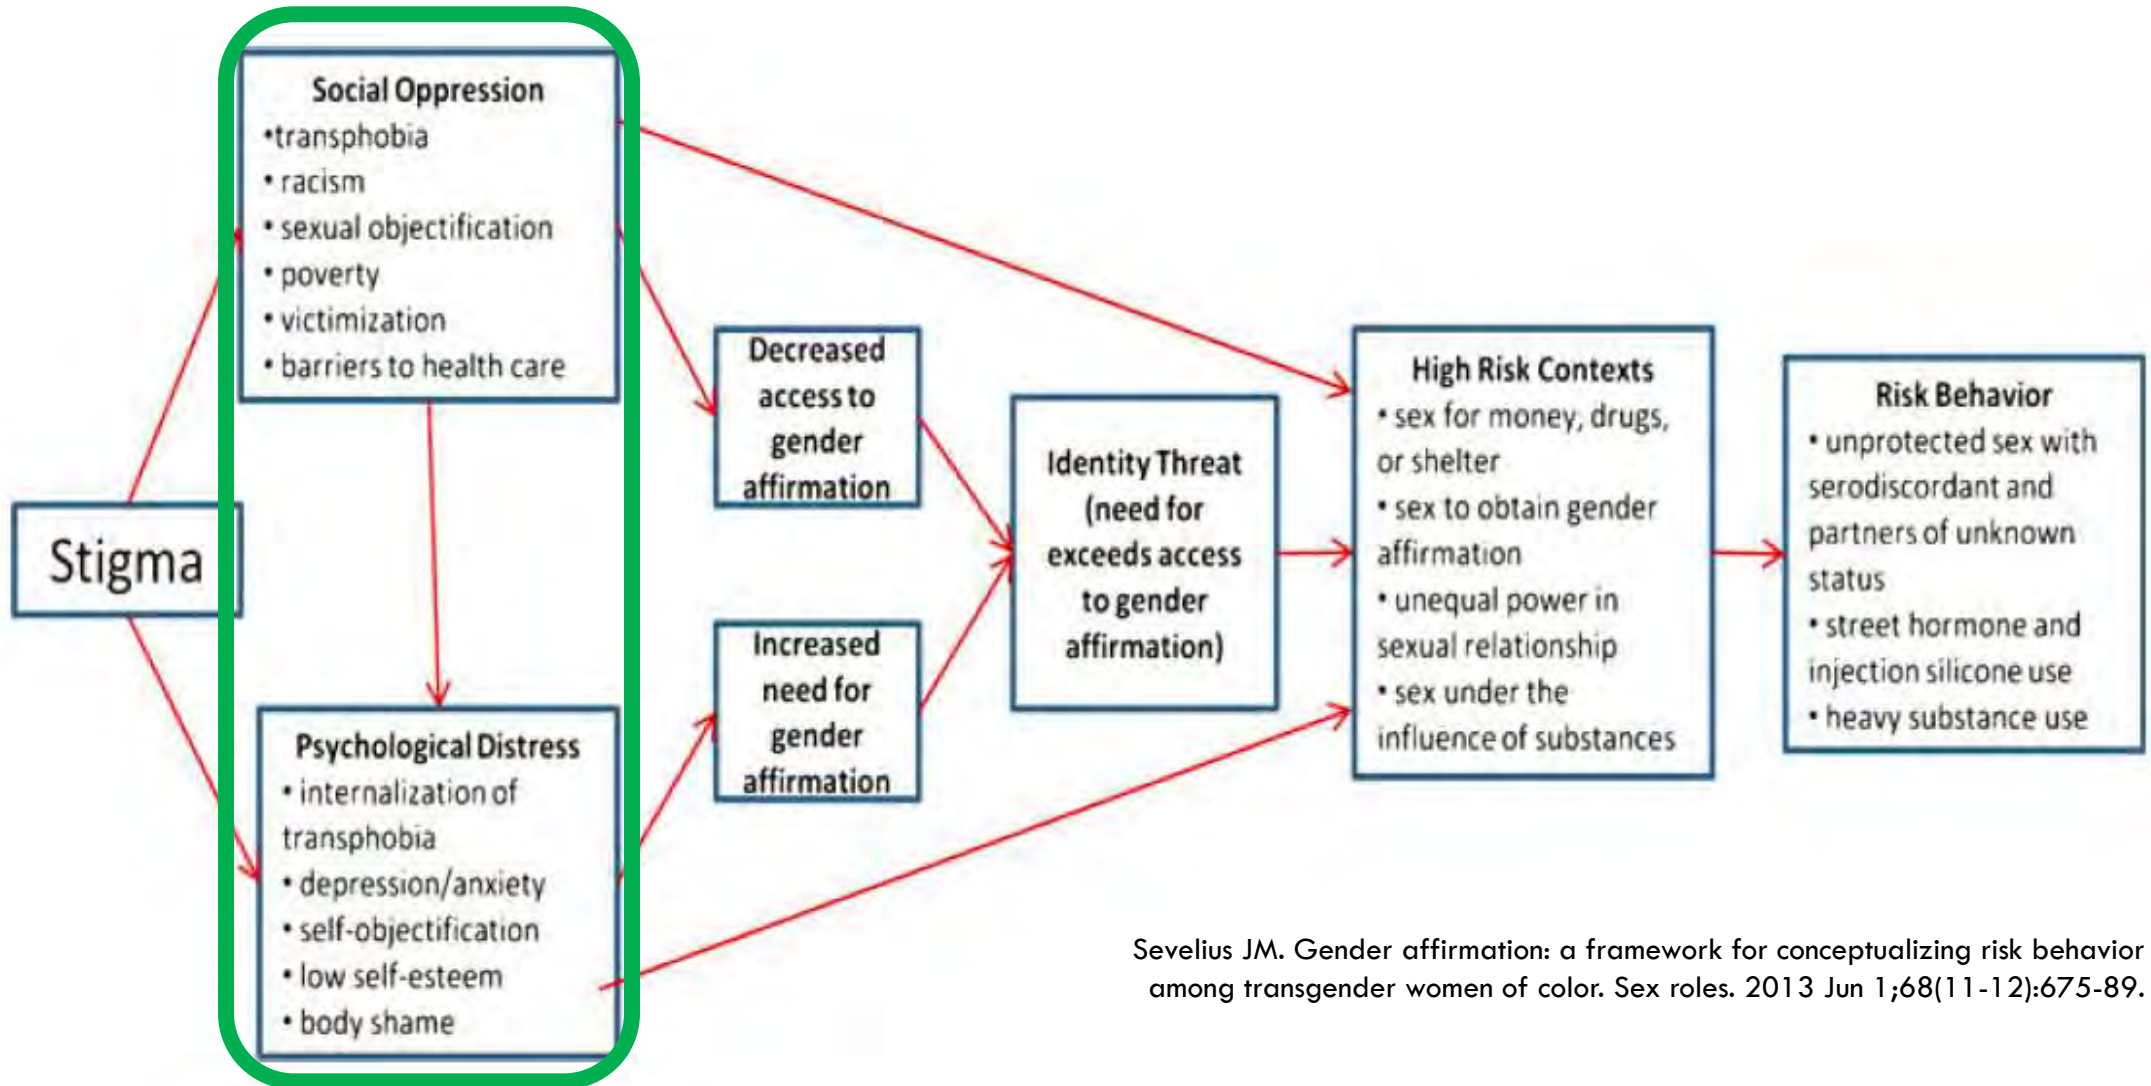 Social Oppression
•transphobia
• racism
• sexual objectification
• poverty
• victimization
• barriers to health care
Stigma
Psychological Distress
• internalization of
transphobia
• depression/anxiety
• self-objectification
• low self-esteem
• body shame
Decreased
access to
gender
affirmation
Increased
need for
gender
affirmation
Identity Threat
(need for
exceeds access
to gender
affirmation)
High Risk Contexts
• sex for money, drugs,
or shelter
• sex to obtain gender
affirmation
• unequal power in
sexual relationship
• sex under the
influence of substances
Risk Behavior
• unprotected sex with
serodiscordant and
partners of unknown
status
• street hormone and
injection silicone use
• heavy substance use
Sevelius JM. Gender affirmation: a framework for conceptualizing risk behavior
among transgender women of color. Sex roles. 2013 Jun 1;68(11-12):675-89.